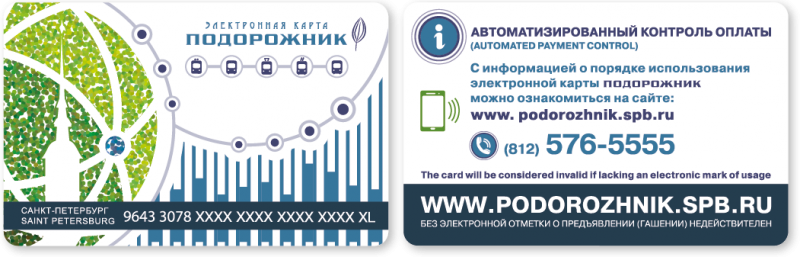 ЭЛЕКТРОННАЯ КАРТА
ПОДОРОЖНИК
САНКТ-ПЕТЕРБУРГ
SAINT PETERSBURG
9643 3078 XXXX XXXX XXXX XXXX XL
i
АВТОМАТИЗИРОВАННЫЙ КОНТРОЛЬ ОПЛАТЫ
(AUTOMATED PAYMENT CONTROL)
С информацией о порядке использования
электронной карты ПОДОРОЖНИК
можно ознакомиться на сайте:
www. podorozhnik.spb.ru
(812) 576-5555
The card will be considered invalid if lacking an electronic mark of usage
WWW.PODOROZHNIK.SPB.RU
БЕЗ ЭЛЕКТРОННОЙ ОТМЕТКИ О ПРЕДЪЯВЛЕНИИ (ГАШЕНИИ) НЕДЕЙСТВИТЕЛЕН